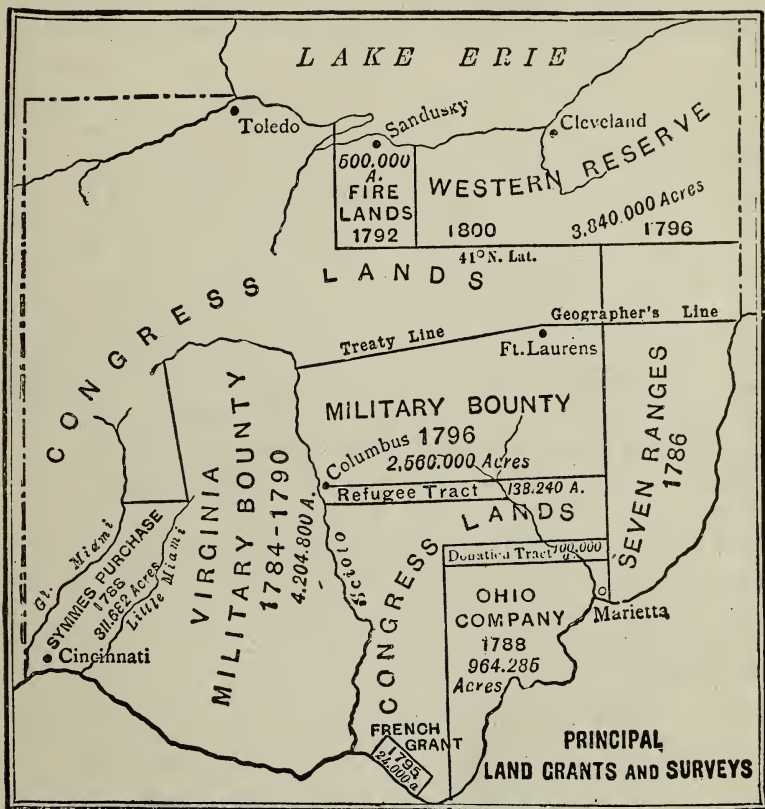 LAKE ERIE
Toledo
Sandusky
Cleveland
500.000
A.
FIRE
LANDS
1792
WESTERN RESERVE
1800
3.840.000 Acres
1796
41° N. Lat.
CONGRESS LANDS
Treaty Line
Geographer's Line
Ft. Laurens
MILITARY BOUNTY
1796
2,560.000 Acres
Columbus
SEVEN RANGES
1786
VIRGINIA
MILITARY BOUNTY
1784-1790
4.204.800 A.
Refugee Tract
138.240 A.
CONGRESS LANDS
Scioto
Gt. Miami
SYMMES PURCHASE
1788
311.682 Acres
Little Miami
Cincinnati
Donation Tract
100,000
OHIO
COMPANY
1788
964.285
Acres
Marietta
FRENCH
GRANT
1795
24.000 a
PRINCIPAL
LAND GRANTS AND SURVEYS